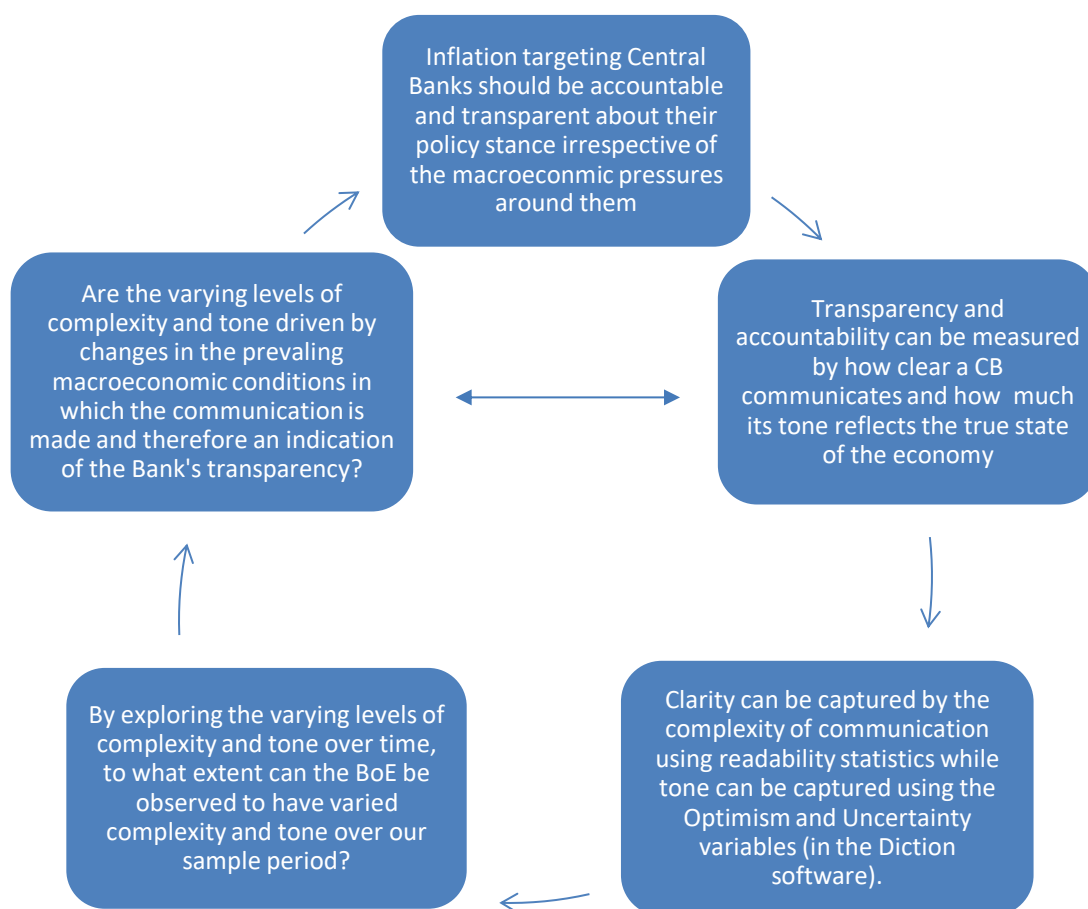 Inflation targeting Central
Banks should be accountable
and transparent about their
policy stance irrespective of
the macroeconmic pressures
around them
Transparency and
accountability can be measured
by how clear a CB
communicates and how much
its tone reflects the true state
of the economy
Clarity can be captured by the
complexity of communication
using readability statistics while
tone can be captured using the
Optimism and Uncertainty
variables (in the Diction
software).
By exploring the varying levels of
complexity and tone over time,
to what extent can the BoE be
observed to have varied
complexity and tone over our
sample period?
Are the varying levels of
complexity and tone driven by
changes in the prevaling
macroeconomic conditions in
which the communication is
made and therefore an indication
of the Bank's transparency?